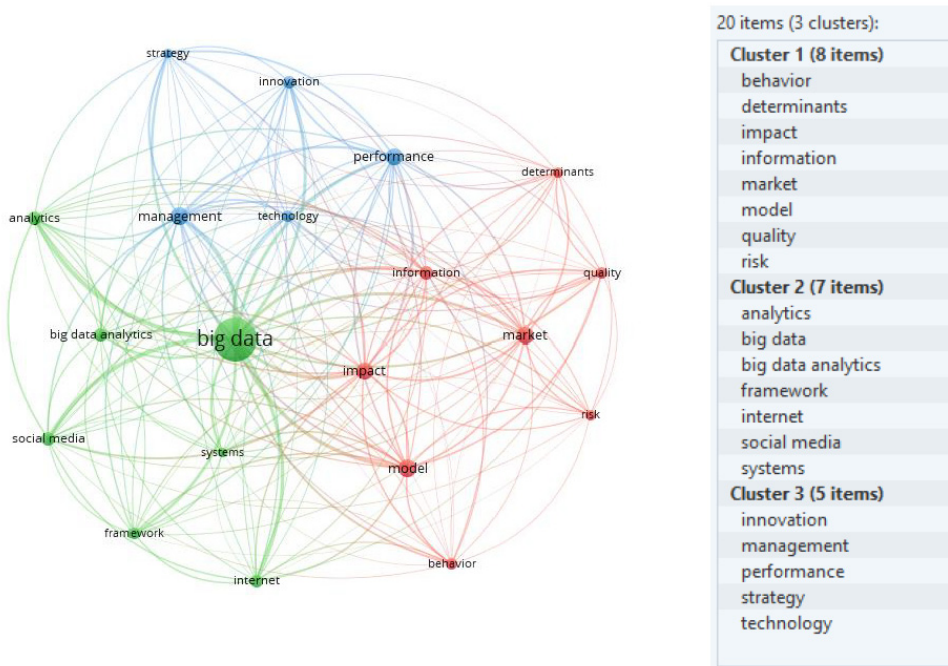 strategy
innovation
performance
determinants
analytics
management
technology
information
quality
big data analytics
big data
market
impact
risk
social media
systems
model
framework
behavior
internet
20 items (3 clusters):
Cluster 1 (8 items)
behavior
determinants
impact
information
market
model
quality
risk
Cluster 2 (7 items)
analytics
big data
big data analytics
framework
internet
social media
systems
Cluster 3 (5 items)
innovation
management
performance
strategy
technology